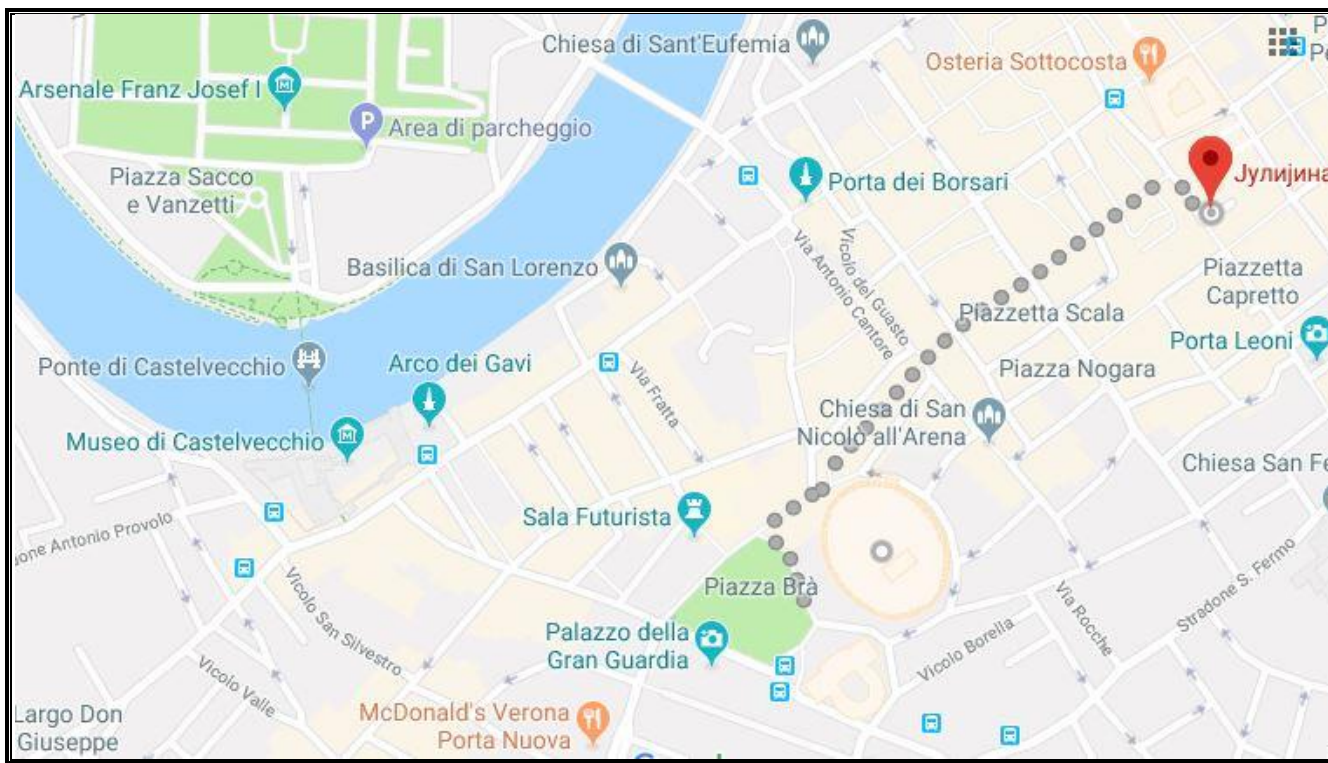 Chiesa di Sant'Eufemia
Osteria Sottocosta
Arsenale Franz Josef I
P
Area di parcheggio
Piazza Sacco
e Vanzetti
Porta dei Borsari
Јулијина
Basilica di San Lorenzo
Via Antonio Cantore
Vicolo del Guasto
Piazzetta
Capretto
Piazzetta Scala
Porta Leoni
Ponte di Castelvecchio
Arco dei Gavi
Via Fratta
Piazza Nogara
Chiesa di San
Nicolò all'Arena
Museo di Castelvecchio
Chiesa San Fe
one Antonio Provolo
Sala Futurista
Piazza Brà
Vicolo San Silvestro
Palazzo della
Gran Guardia
Via Rocche
Stradone S. Fermo
Vicolo Borella
Vicolo Valle
Largo Don
Giuseppe
McDonald's Verona
Porta Nuova